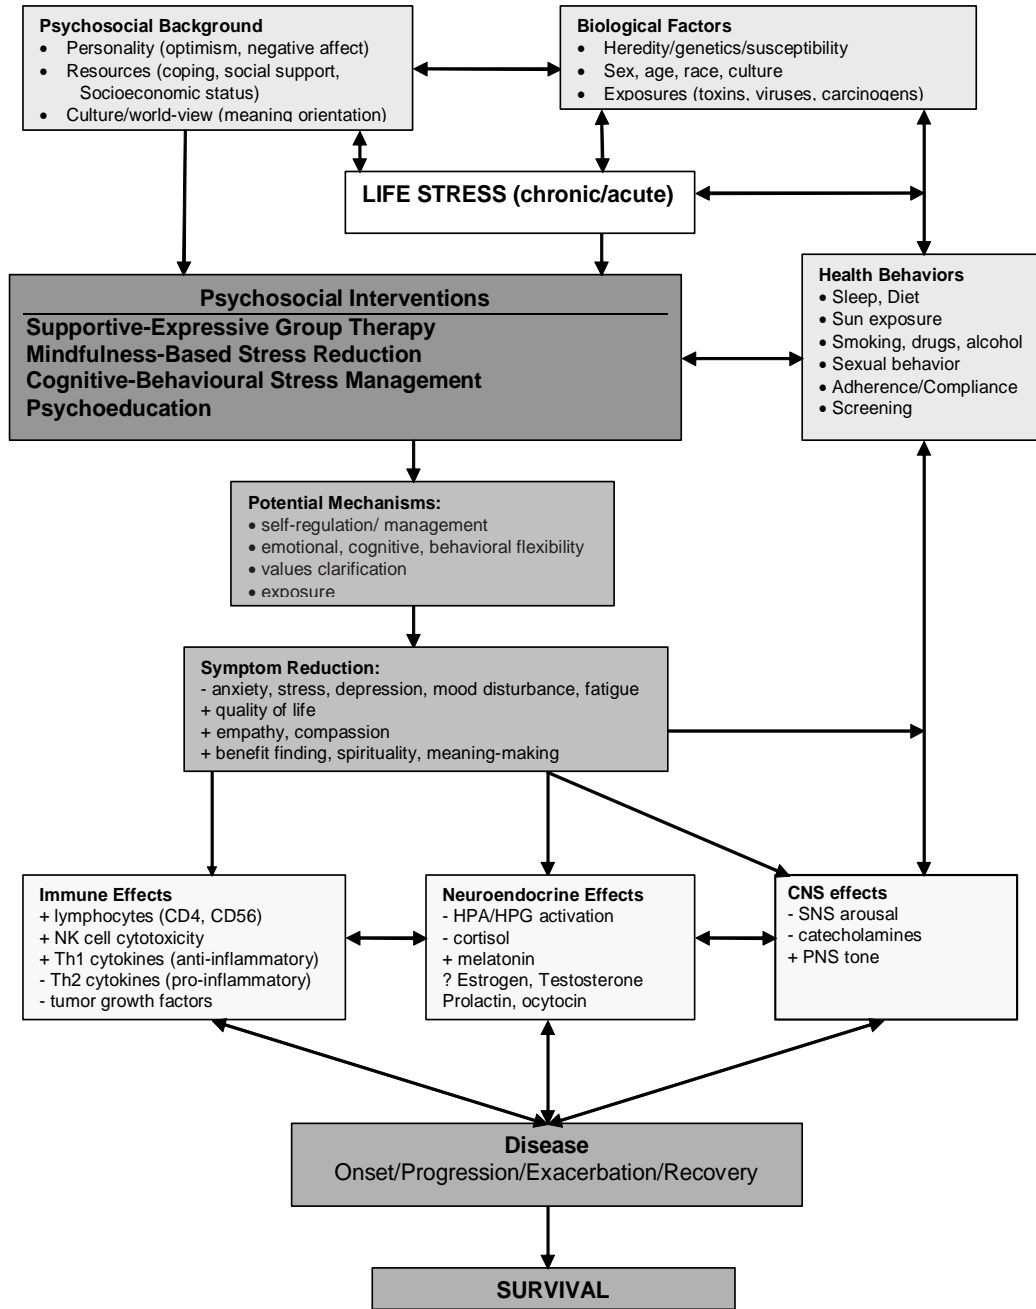 Psychosocial Background
• Personality (optimism, negative affect)
• Resources (coping, social support,
Socioeconomic status)
• Culture/world-view (meaning orientation)
Biological Factors
• Heredity/genetics/susceptibility
• Sex, age, race, culture
• Exposures (toxins, viruses, carcinogens)
LIFE STRESS (chronic/acute)
Psychosocial Interventions
Supportive-Expressive Group Therapy
Mindfulness-Based Stress Reduction
Cognitive-Behavioural Stress Management
Psychoeducation
Health Behaviors
• Sleep, Diet
• Sun exposure
• Smoking, drugs, alcohol
• Sexual behavior
• Adherence/Compliance
• Screening
Potential Mechanisms:
• self-regulation/ management
• emotional, cognitive, behavioral flexibility
• values clarification
• exposure
Symptom Reduction:
- anxiety, stress, depression, mood disturbance, fatigue
+ quality of life
+ empathy, compassion
+ benefit finding, spirituality, meaning-making
Immune Effects
+ lymphocytes (CD4, CD56)
+ NK cell cytotoxicity
+ Th1 cytokines (anti-inflammatory)
- Th2 cytokines (pro-inflammatory)
- tumor growth factors
Neuroendocrine Effects
- HPA/HPG activation
- cortisol
+ melatonin
? Estrogen, Testosterone
Prolactin, ocytocin
CNS effects
- SNS arousal
- catecholamines
+ PNS tone
Disease
Onset/Progression/Exacerbation/Recovery
SURVIVAL